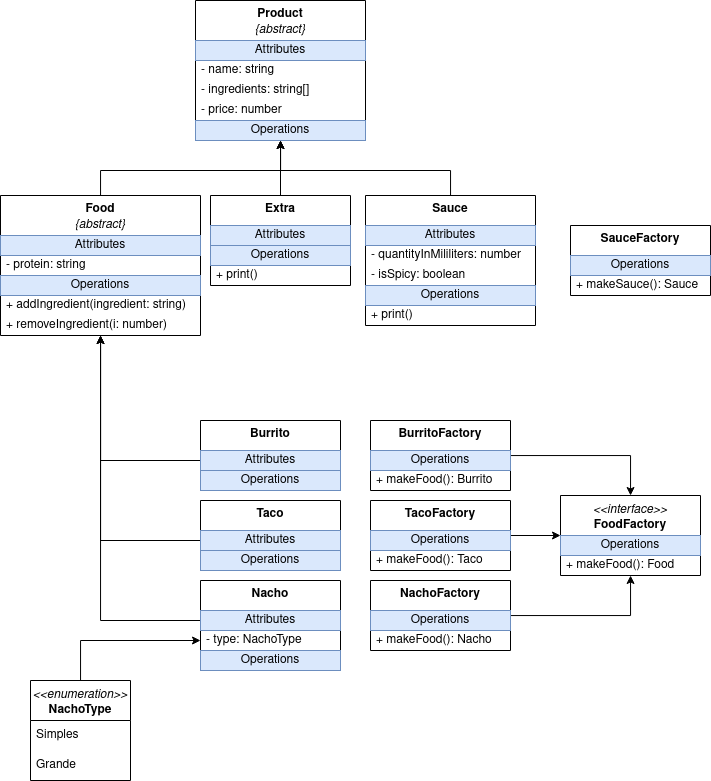 Product
{abstract}
Attributes
- name: string
- ingredients: string[]
- price: number
Operations
Food
{abstract}
Attributes
- protein: string
Operations
+ addIngredient(ingredient: string)
+ removeIngredient(i: number)
Extra
Attributes
Operations
+ print()
Sauce
Attributes
- quantityInMililiters: number
- isSpicy: boolean
Operations
+ print()
SauceFactory
Operations
+ makeSauce(): Sauce
Burrito
Attributes
Operations
BurritoFactory
Operations
+ makeFood(): Burrito
Taco
Attributes
Operations
TacoFactory
Operations
+ makeFood(): Taco
<<interface>>
FoodFactory
Operations
+ makeFood(): Food
Nacho
Attributes
- type: NachoType
Operations
NachoFactory
Operations
+ makeFood(): Nacho
<<enumeration>>
NachoType
Simples
Grande